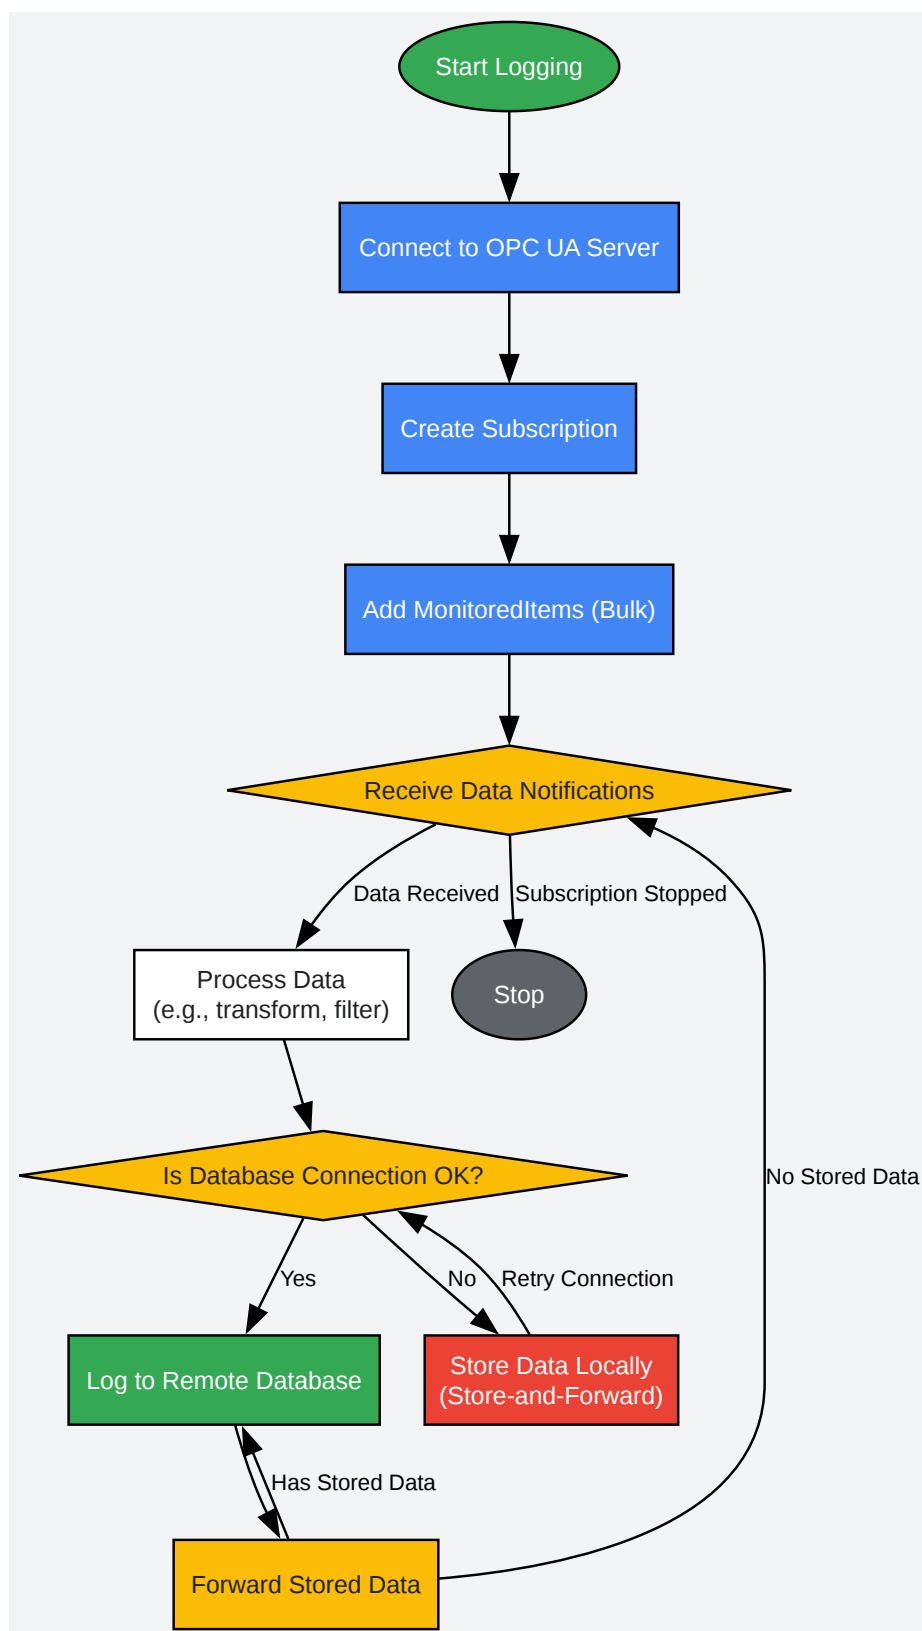 Start Logging
Connect to OPC UA Server
Create Subscription
Add MonitoredItems (Bulk)
Receive Data Notifications
Data Received
Subscription Stopped
Process Data
(e.g., transform, filter)
Stop
Is Database Connection OK?
No Stored Data
Yes
No
Retry Connection
Log to Remote Database
Store Data Locally
(Store-and-Forward)
Has Stored Data
Forward Stored Data